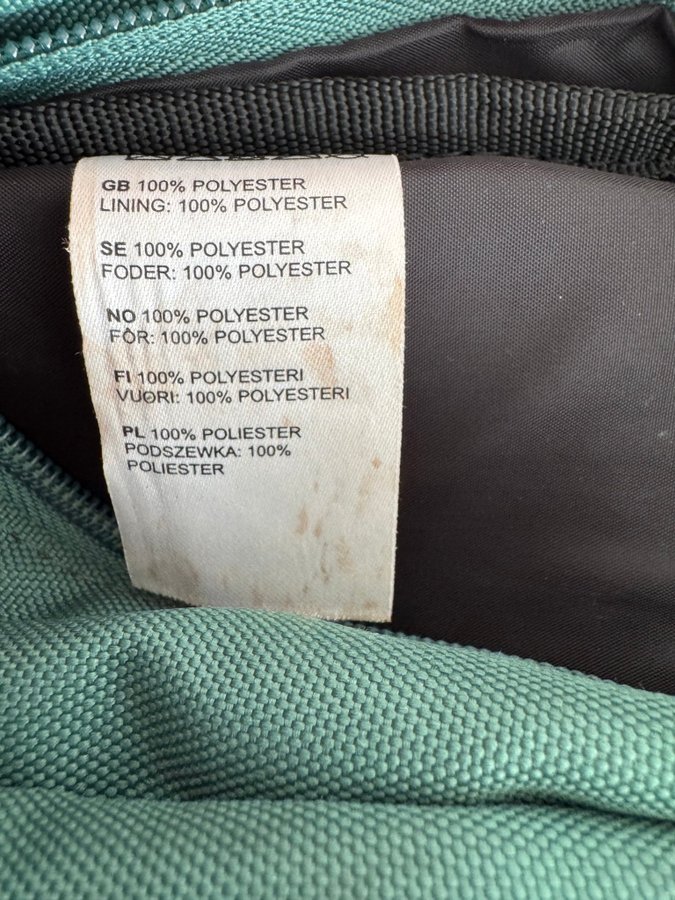 GB 100% POLYESTER
LINING: 100% POLYESTER
SE 100% POLYESTER
FODER: 100% POLYESTER
NO 100% POLYESTER
FÔR: 100% POLYESTER
FI 100% POLYESTERI
VUORI: 100% POLYESTERI
PL 100% POLIESTER
PODSZEWKA: 100%
POLIESTER